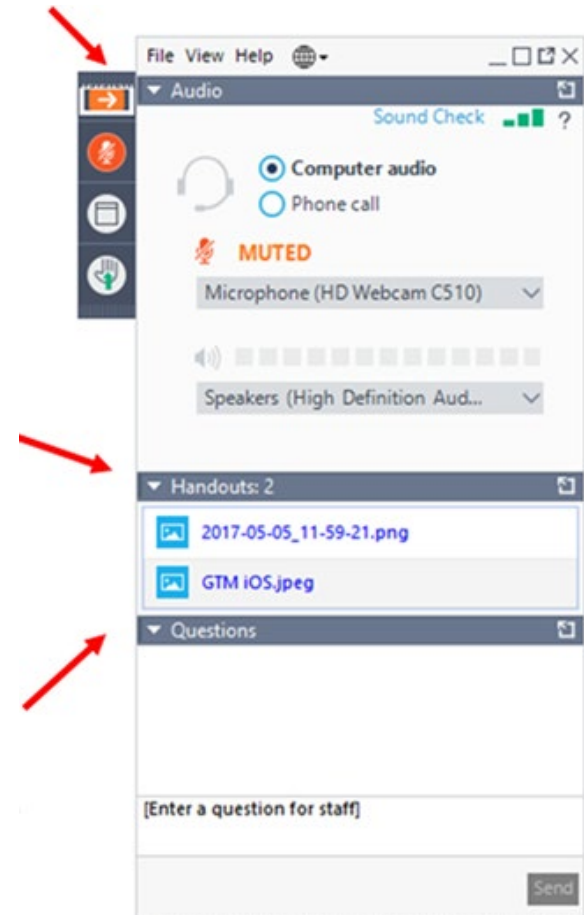 File View Help
Audio
Sound Check ?
Computer audio
Phone call
MUTED
Microphone (HD Webcam C510)
Speakers (High Definition Aud...
Handouts: 2
2017-05-05_11-59-21.png
GTM iOS.jpeg
Questions
[Enter a question for staff]
Send